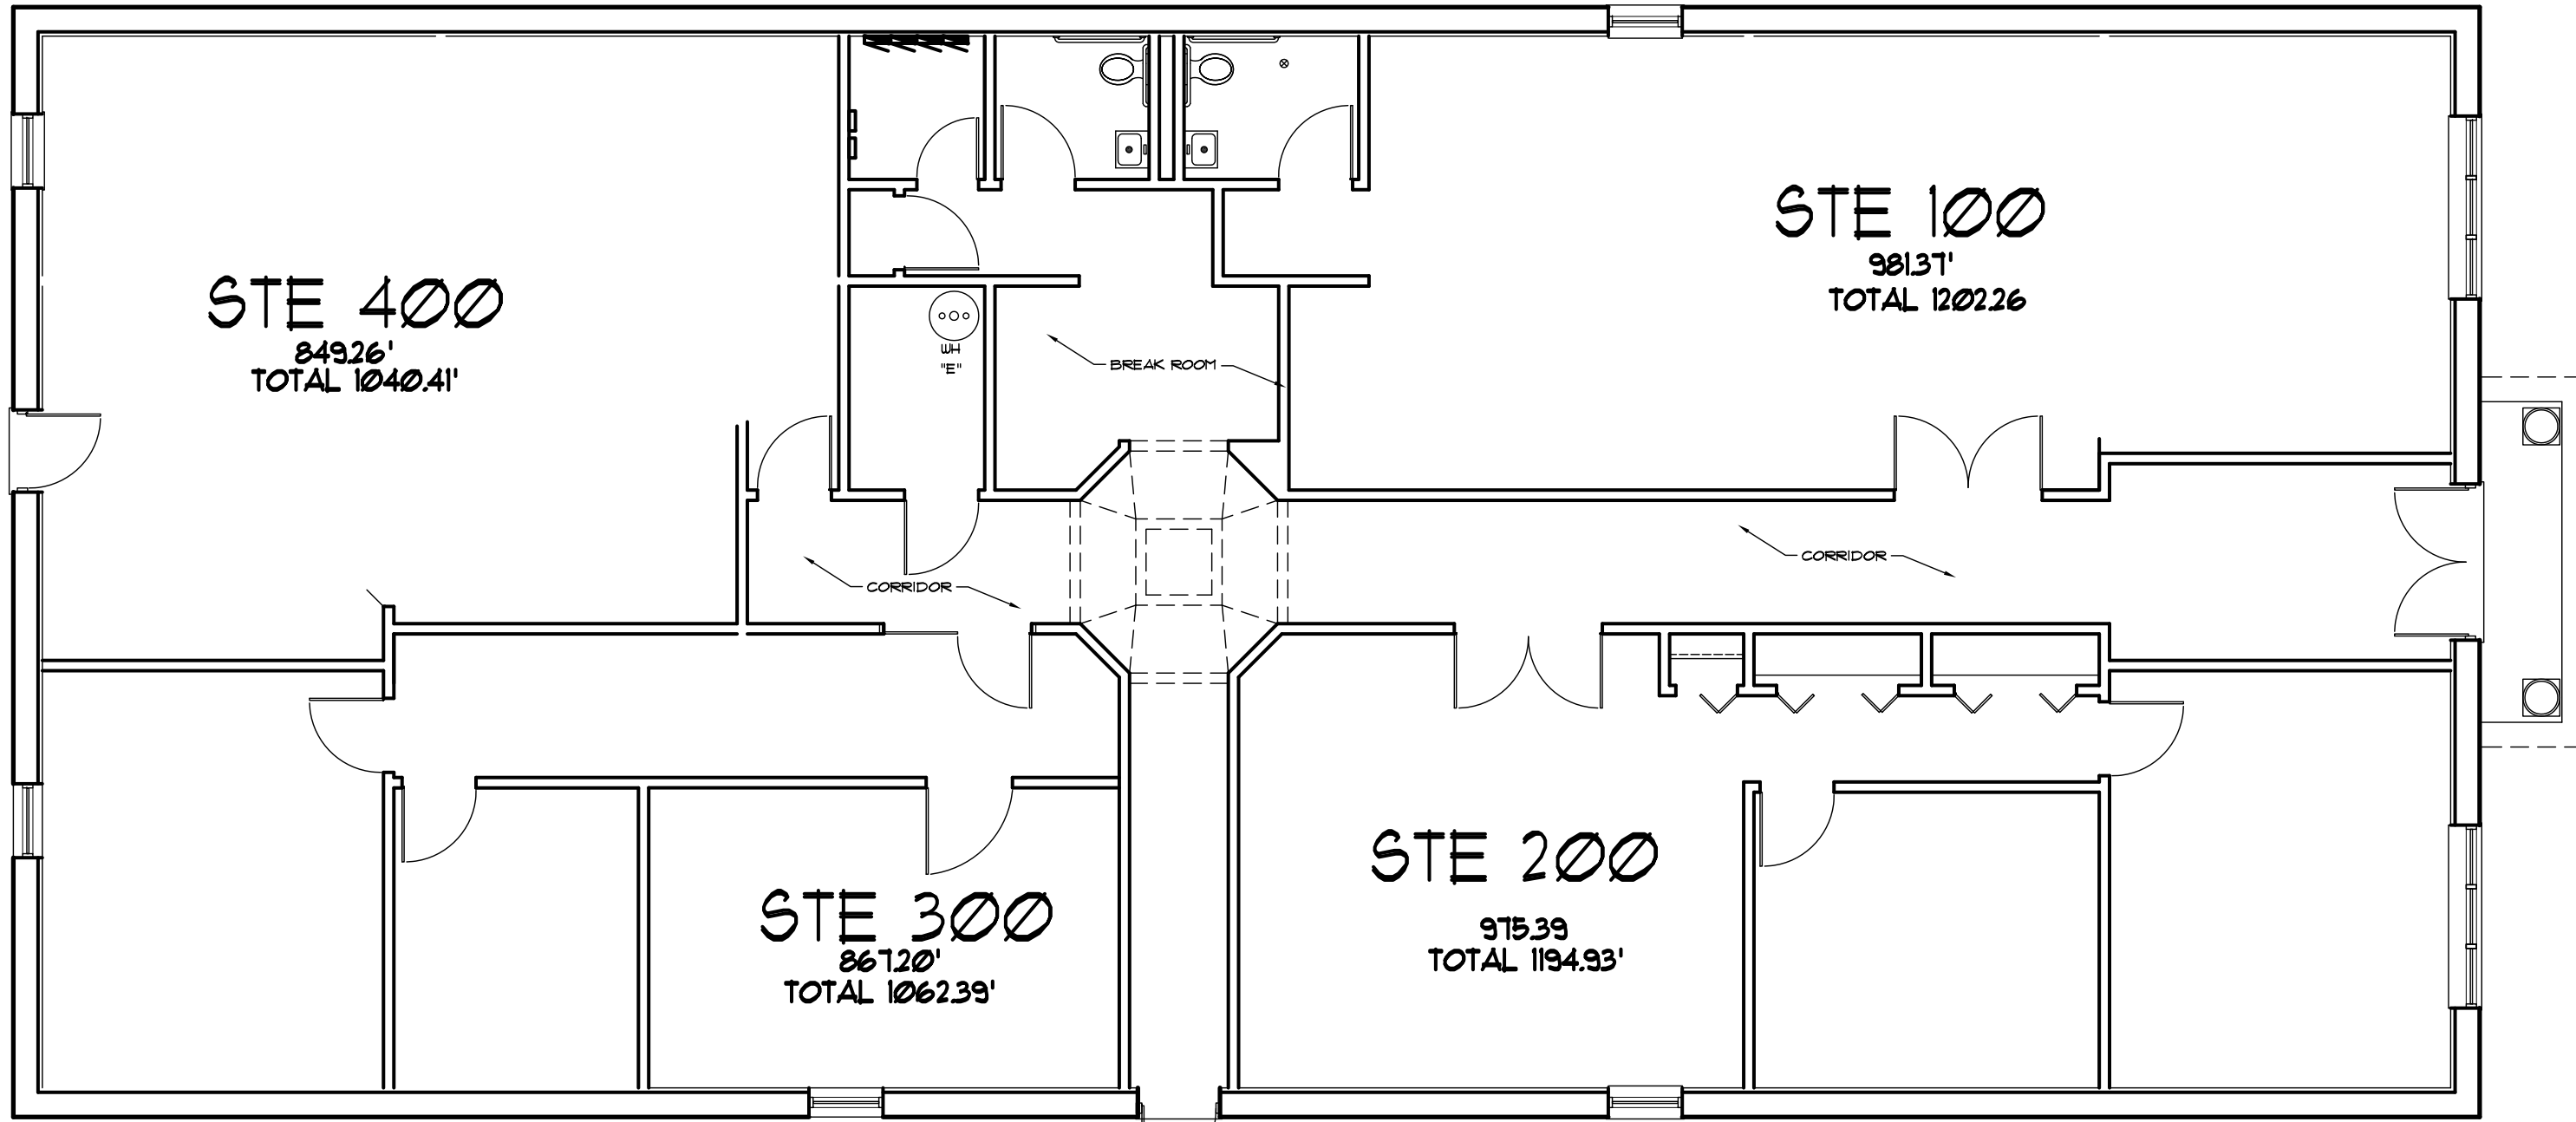 STE 100
981.37'
TOTAL 1202.26
STE 400
849.26'
TOTAL 1040.41'
WH
"E"
BREAK ROOM
CORRIDOR
CORRIDOR
STE 200
975.39
TOTAL 1194.93'
STE 300
867.20'
TOTAL 1062.39'